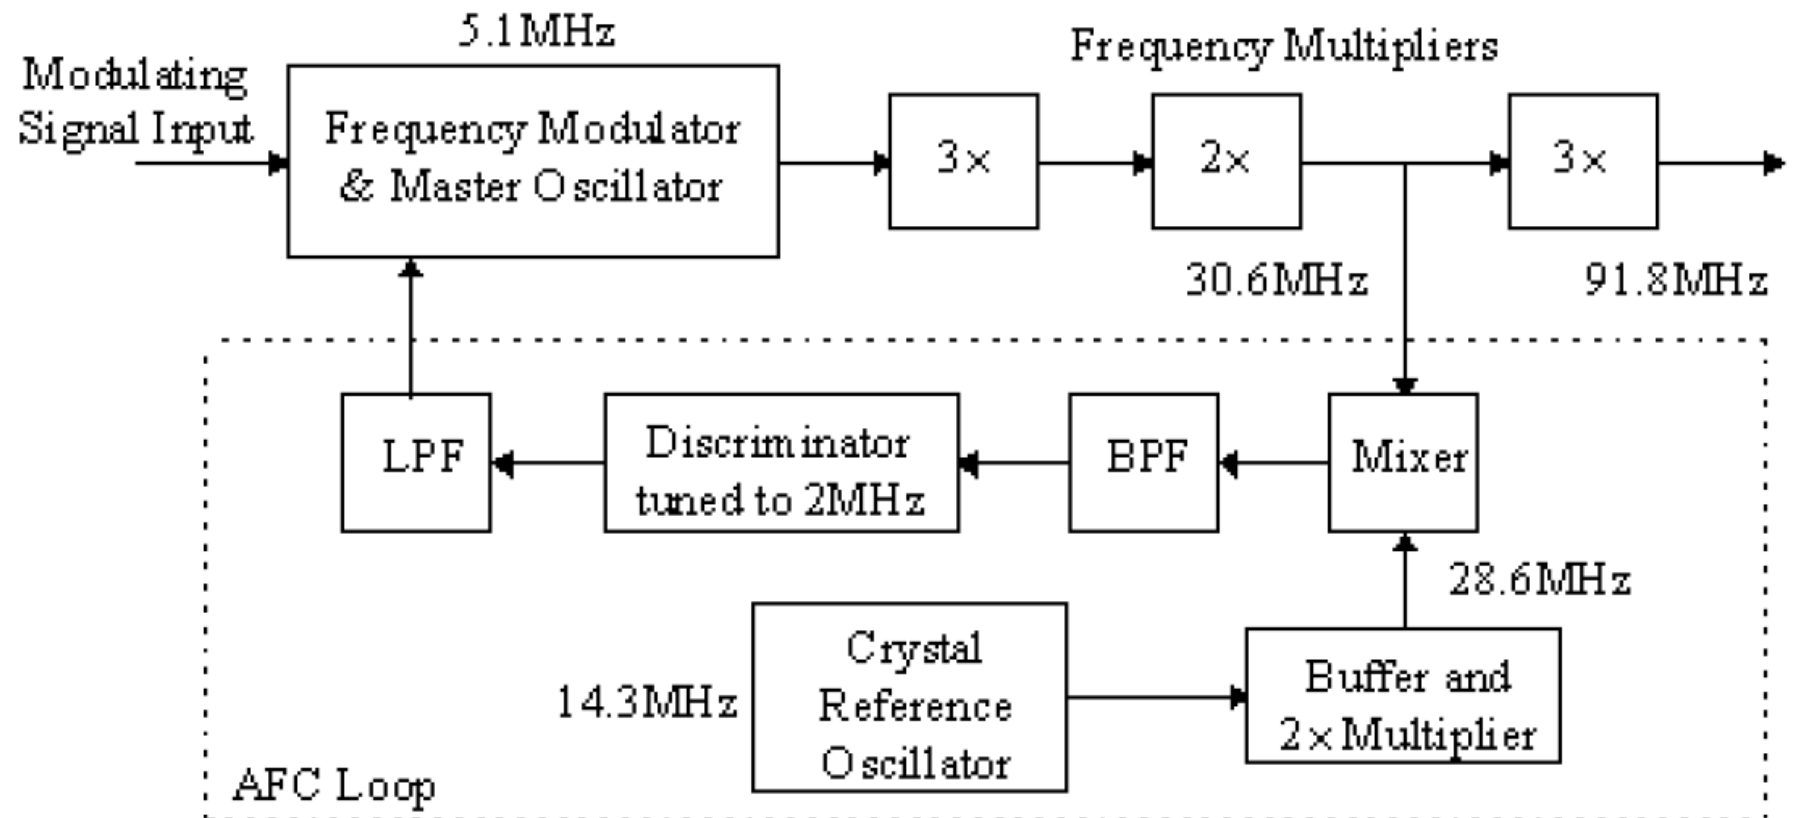 5.1MHz
Frequency Multipliers
Modulating
Signal Input
Frequency Modulator
& Master Oscillator
3×
2×
3×
30.6MHz
91.8MHz
LPF
Discriminator
tuned to 2MHz
BPF
Mixer
28.6MHz
14.3MHz
Crystal
Reference
Oscillator
Buffer and
2×Multiplier
AFC Loop